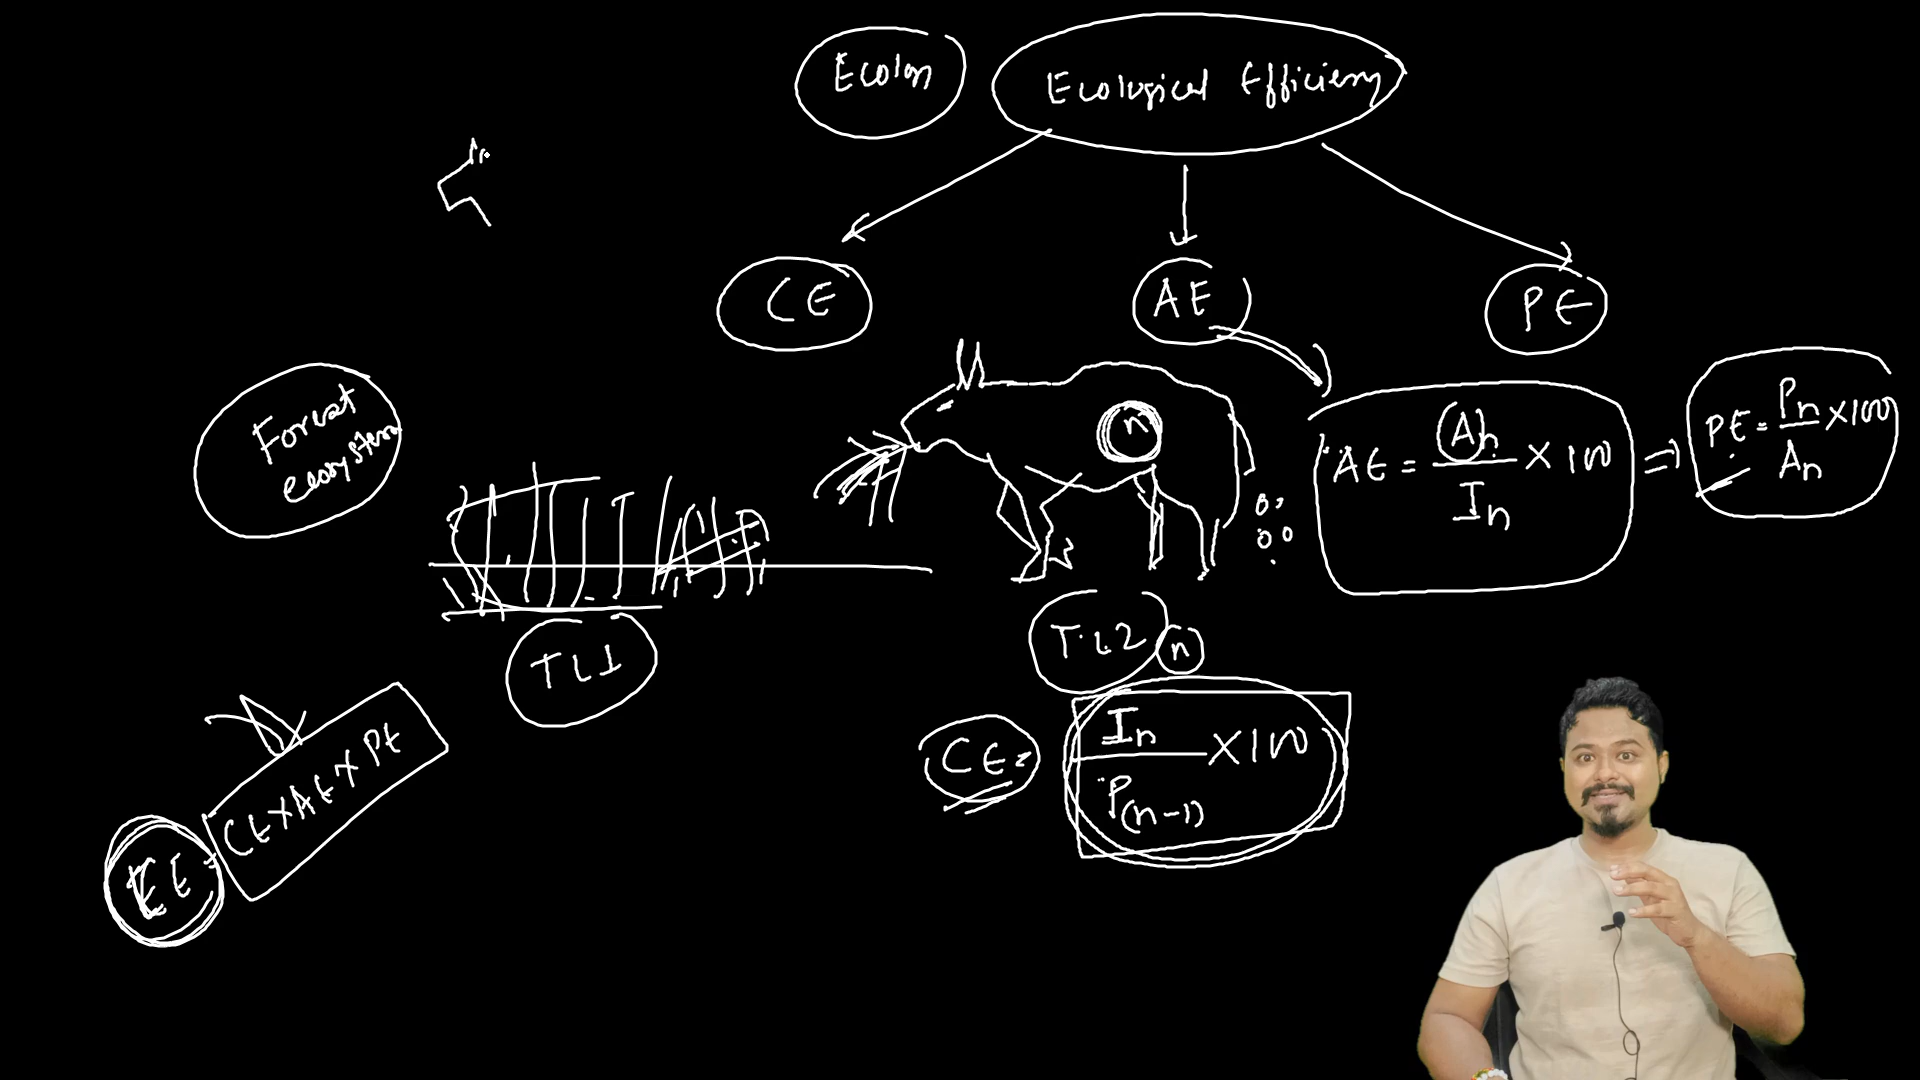 Ecolon
Ecological Efficiency
CE
AE
PE
Forest
ecosystem
n
AE = An / In × 100
⇒
PE = Pn / An × 100
TL1
TL2 n
CE = In / P(n-1) × 100
EE = CE × AE × PE